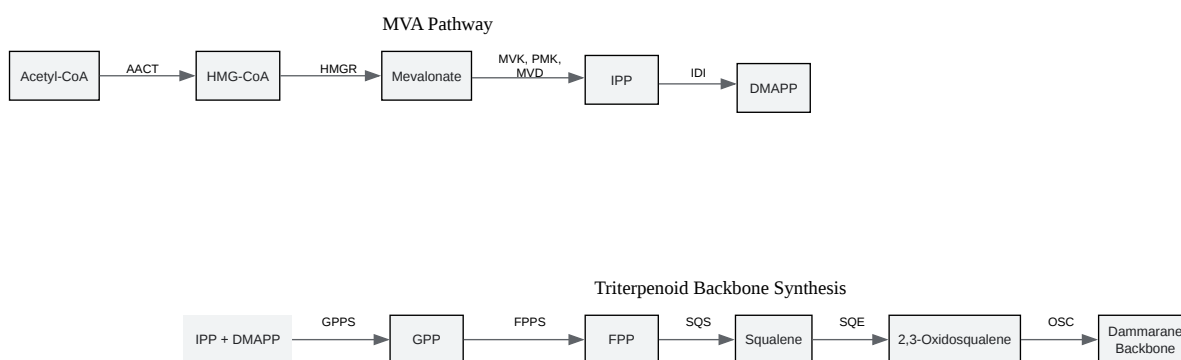 MVA Pathway
Acetyl-CoA
AACT
HMG-CoA
HMGR
Mevalonate
MVK, PMK,
MVD
IPP
IDI
DMAPP
Triterpenoid Backbone Synthesis
IPP + DMAPP
GPPS
GPP
FPPS
FPP
SQS
Squalene
SQE
2,3-Oxidosqualene
OSC
Dammarane
Backbone